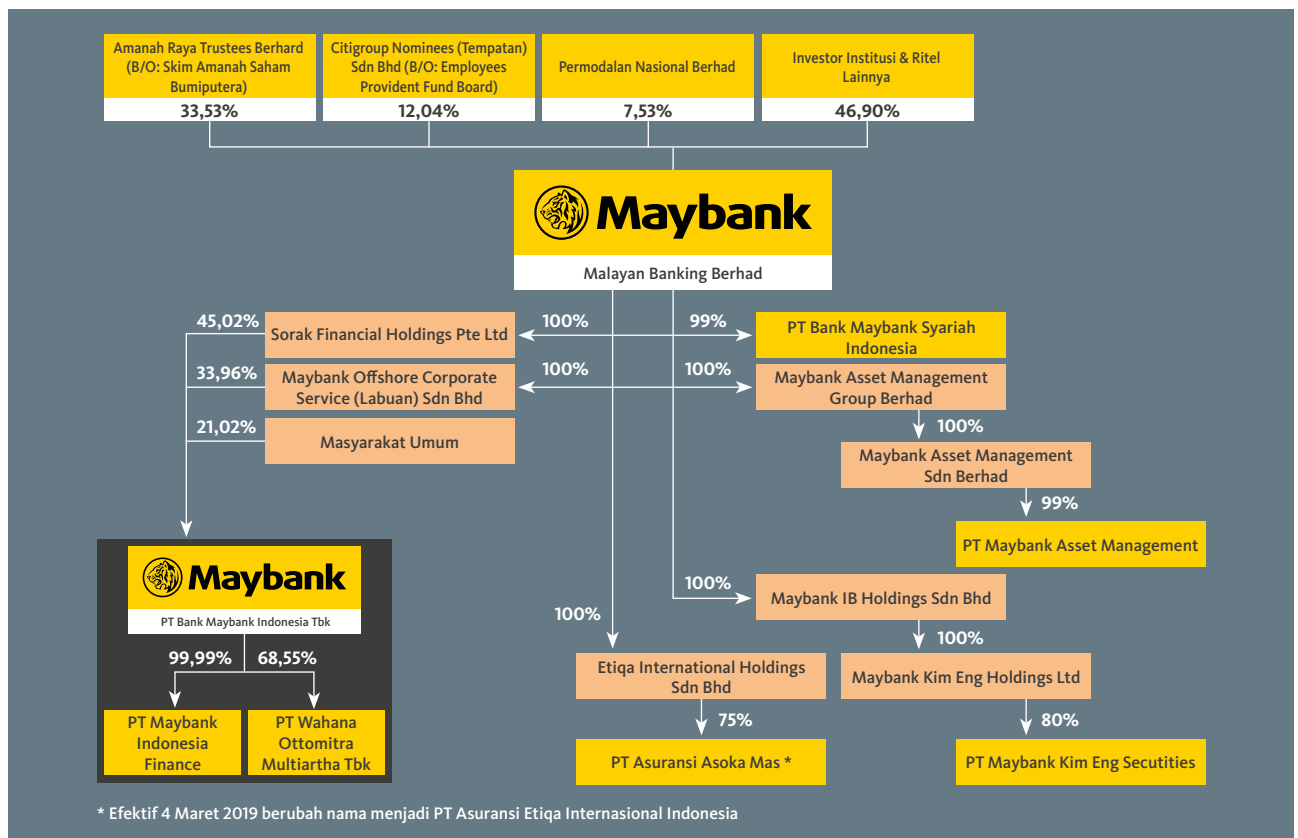 Amanah Raya Trustees Berhard
(B/O: Skim Amanah Saham
Bumiputera)
33,53%
Citigroup Nominees (Tempatan)
Sdn Bhd (B/O: Employees
Provident Fund Board)
12,04%
Permodalan Nasional Berhad
7,53%
Investor Institusi & Ritel
Lainnya
46,90%
Maybank
Malayan Banking Berhad
45,02%
Sorak Financial Holdings Pte Ltd
100%
99%
PT Bank Maybank Syariah
Indonesia
33,96%
Maybank Offshore Corporate
Service (Labuan) Sdn Bhd
100%
100%
Maybank Asset Management
Group Berhad
21,02%
Masyarakat Umum
100%
Maybank Asset Management
Sdn Berhad
99%
PT Maybank Asset Management
Maybank
PT Bank Maybank Indonesia Tbk
99,99%
68,55%
PT Maybank
Indonesia
Finance
PT Wahana
Ottomitra
Multiartha Tbk
100%
Maybank IB Holdings Sdn Bhd
100%
100%
Etiqa International Holdings
Sdn Bhd
Maybank Kim Eng Holdings Ltd
75%
80%
PT Asuransi Asoka Mas *
PT Maybank Kim Eng Secutities
* Efektif 4 Maret 2019 berubah nama menjadi PT Asuransi Etiqa Internasional Indonesia